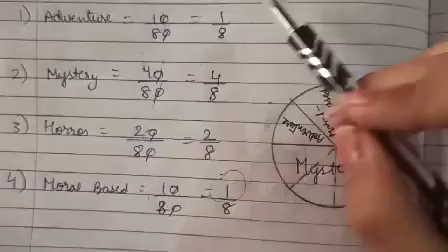 1) Adventure = 10/80 = 1/8
2) Mystery = 40/80 = 4/8
3) Horror = 20/80 = 2/8
4) Moral Based = 10/80 = 1/8
Adventure